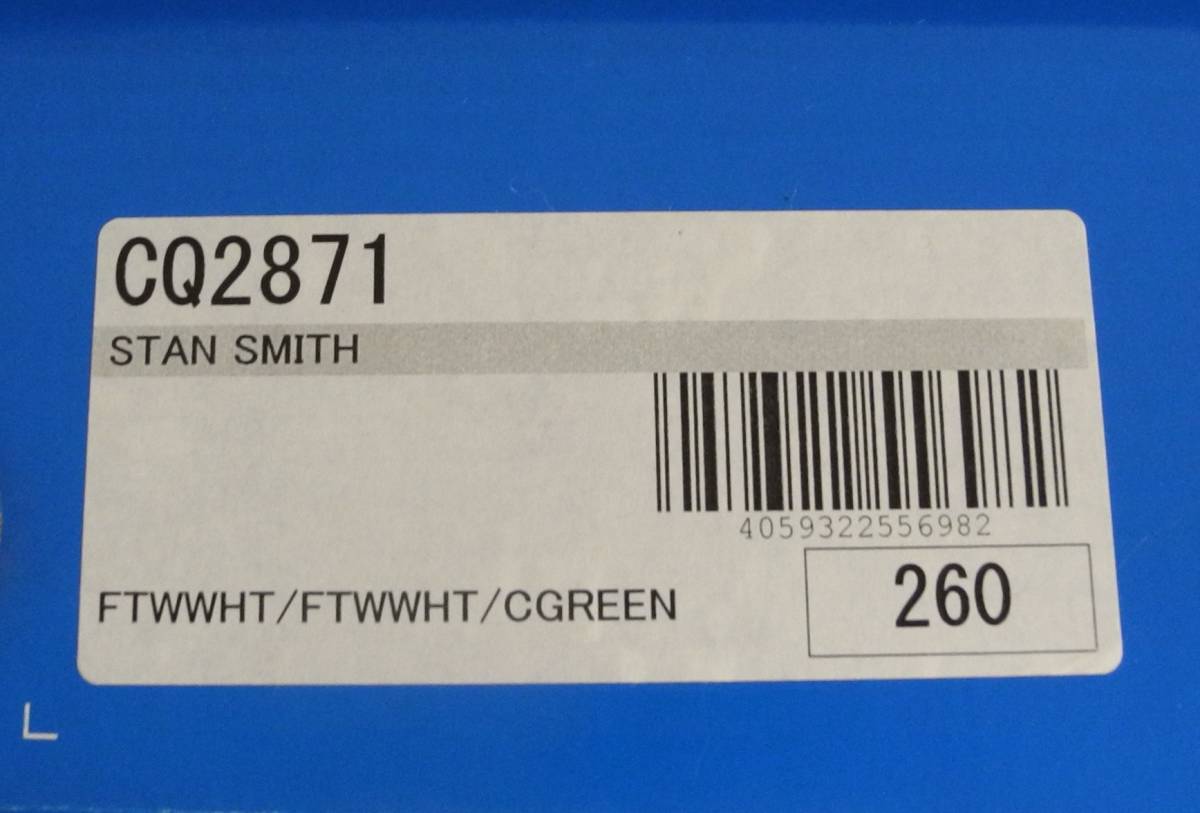 CQ2871
STAN SMITH
4059322556982
FTWWHT/FTWWHT/CGREEN
260